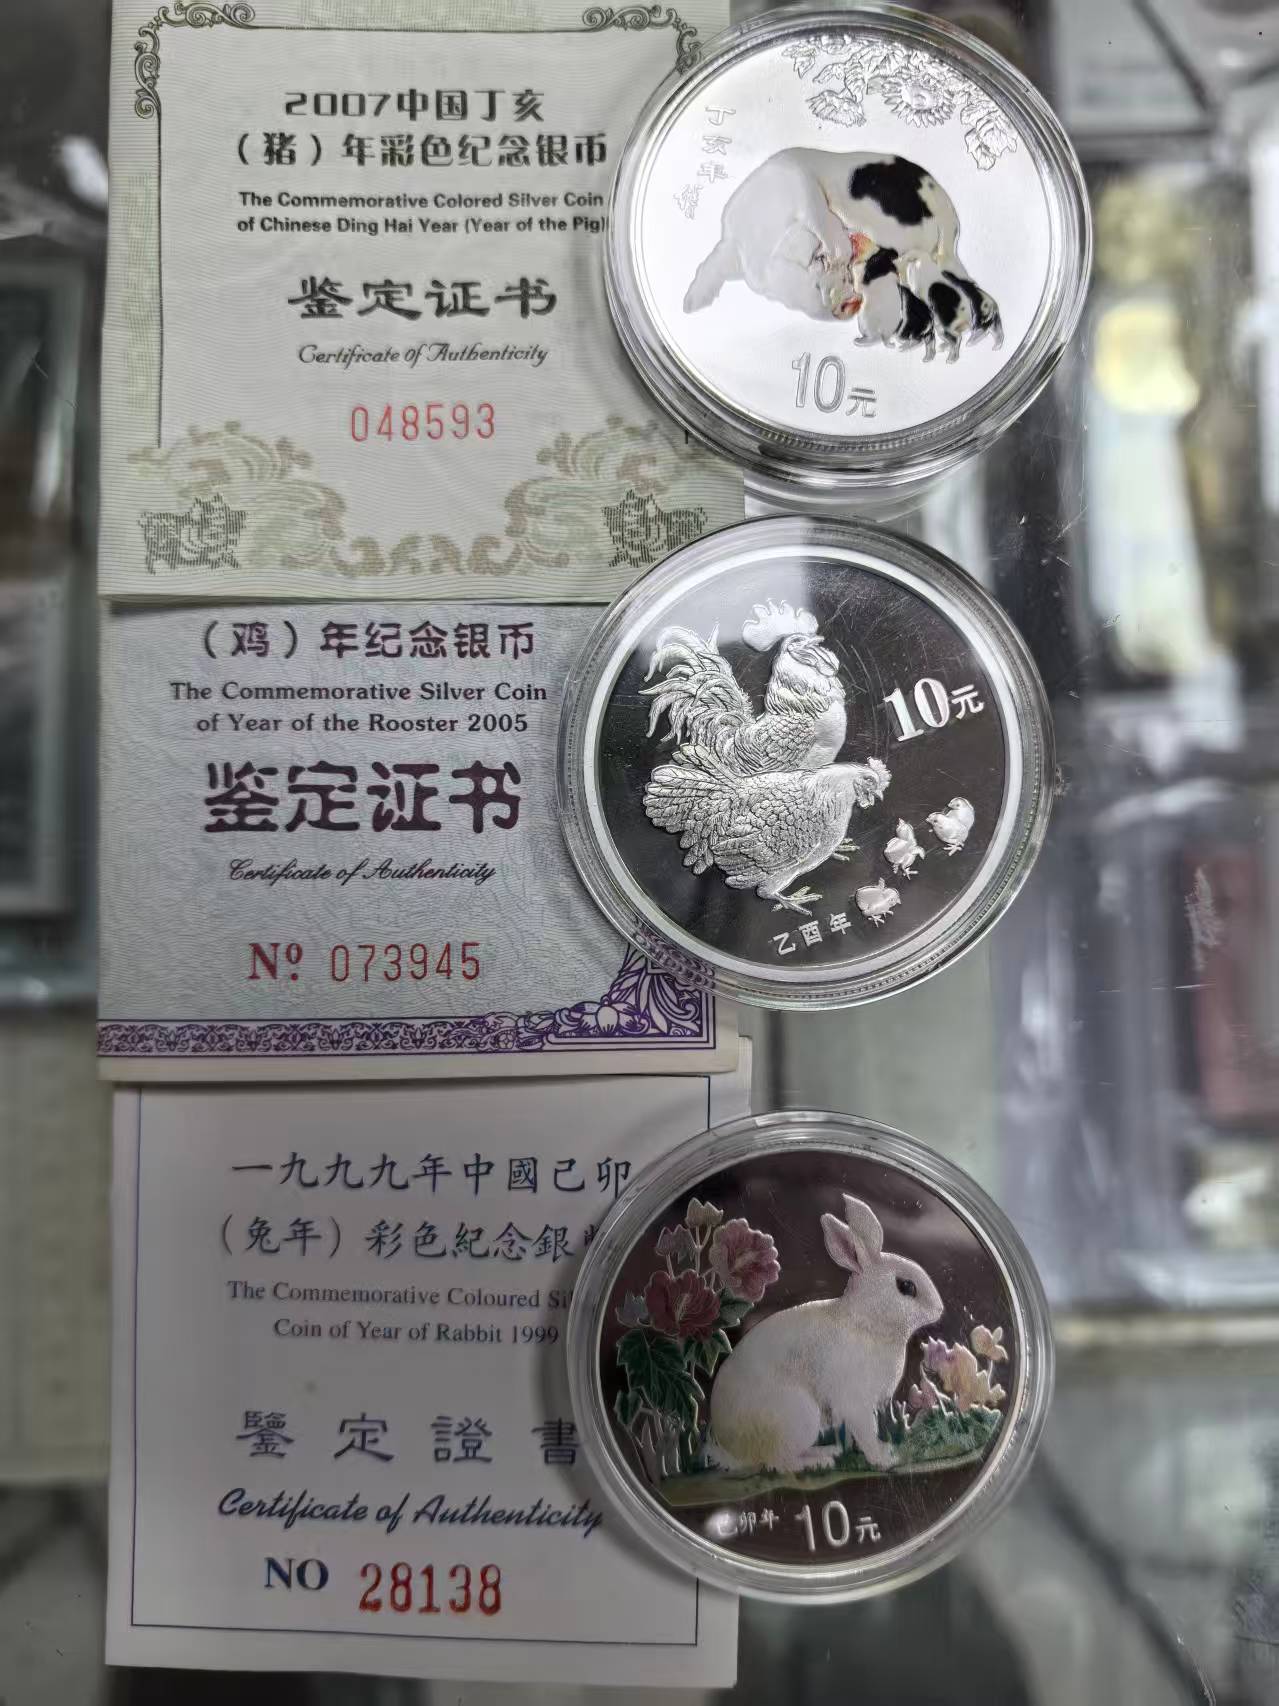 2007中国丁亥
（猪）年彩色纪念银币
The Commemorative Colored Silver Coin
of Chinese Ding Hai Year (Year of the Pig)
鉴定证书
Certificate of Authenticity
048593
丁亥年
10元
（鸡）年纪念银币
The Commemorative Silver Coin
of Year of the Rooster 2005
鉴定证书
Certificate of Authenticity
Nº 073945
10元
乙酉年
一九九九年中國己卯
（兔年）彩色紀念銀
The Commemorative Coloured Sil
Coin of Year of Rabbit 1999
鑒定證書
Certificate of Authenticity
NO 28138
己卯年 10元